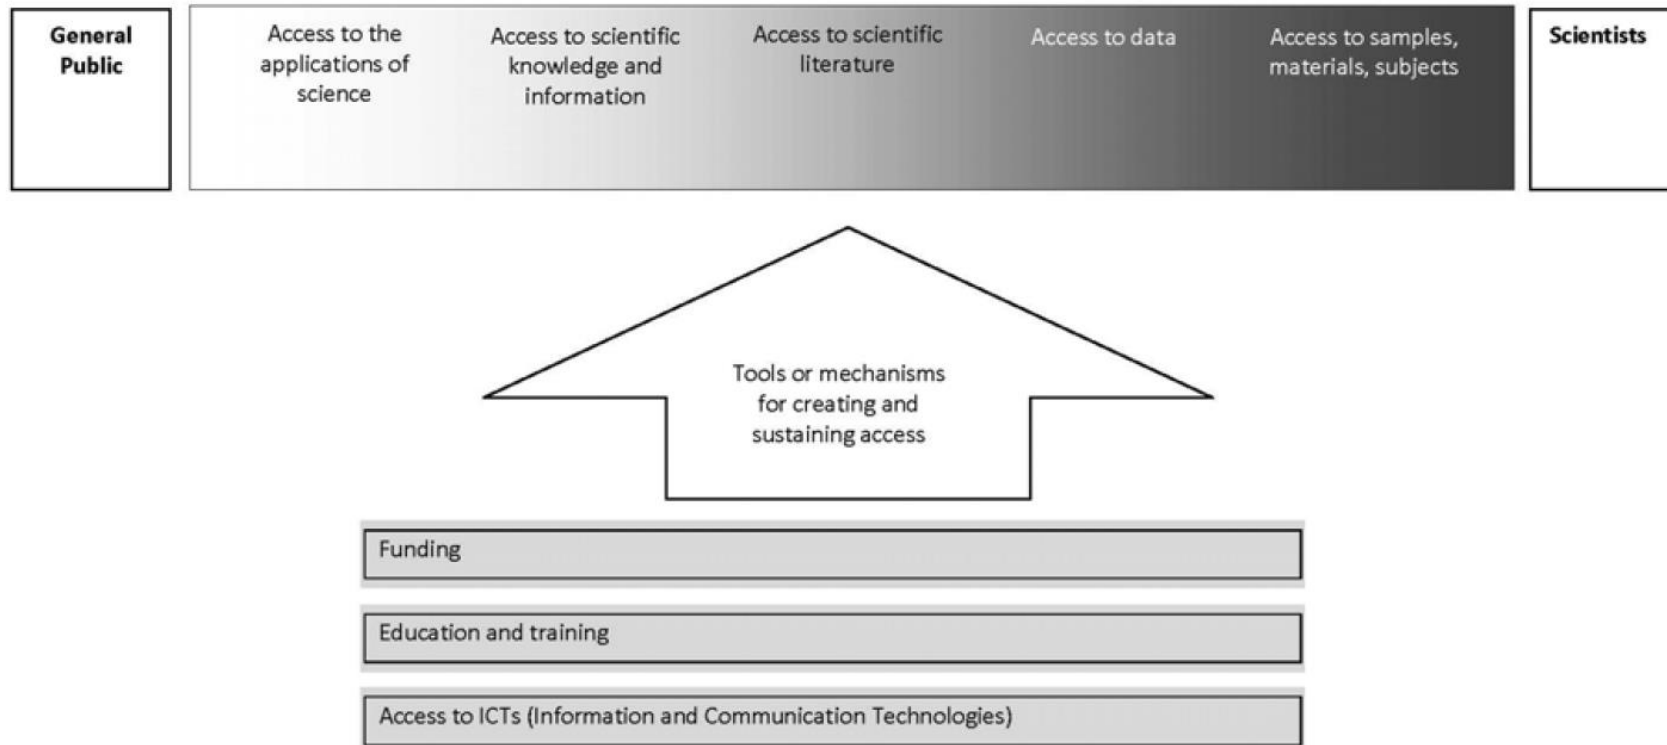 General
Public
Access to the
applications of
science
Access to scientific
knowledge and
information
Access to scientific
literature
Access to data
Access to samples,
materials, subjects
Scientists
Tools or mechanisms
for creating and
sustaining access
Funding
Education and training
Access to ICTs (Information and Communication Technologies)